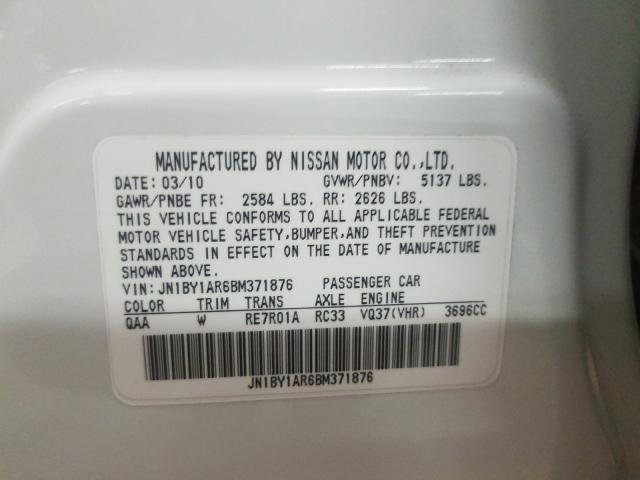 MANUFACTURED BY NISSAN MOTOR CO.,LTD.
DATE: 03/10 GVWR/PNBV: 5137 LBS.
GAWR/PNBE FR: 2584 LBS. RR: 2626 LBS.
THIS VEHICLE CONFORMS TO ALL APPLICABLE FEDERAL
MOTOR VEHICLE SAFETY,BUMPER,AND THEFT PREVENTION
STANDARDS IN EFFECT ON THE DATE OF MANUFACTURE
SHOWN ABOVE.
VIN: JN1BY1AR6BM371876 PASSENGER CAR
COLOR TRIM TRANS AXLE ENGINE
QAA W RE7R01A RC33 VQ37(VHR) 3696CC
JN1BY1AR6BM371876